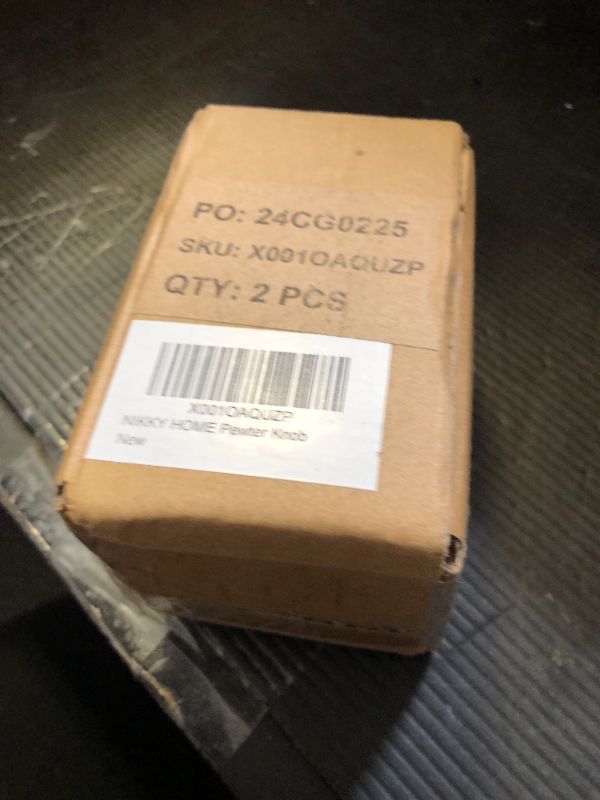 PO: 24CG0225
SKU: X001OAQUZP
QTY: 2 PCS
X001OAQUZP
NIKKY HOME Pewter Knob
New